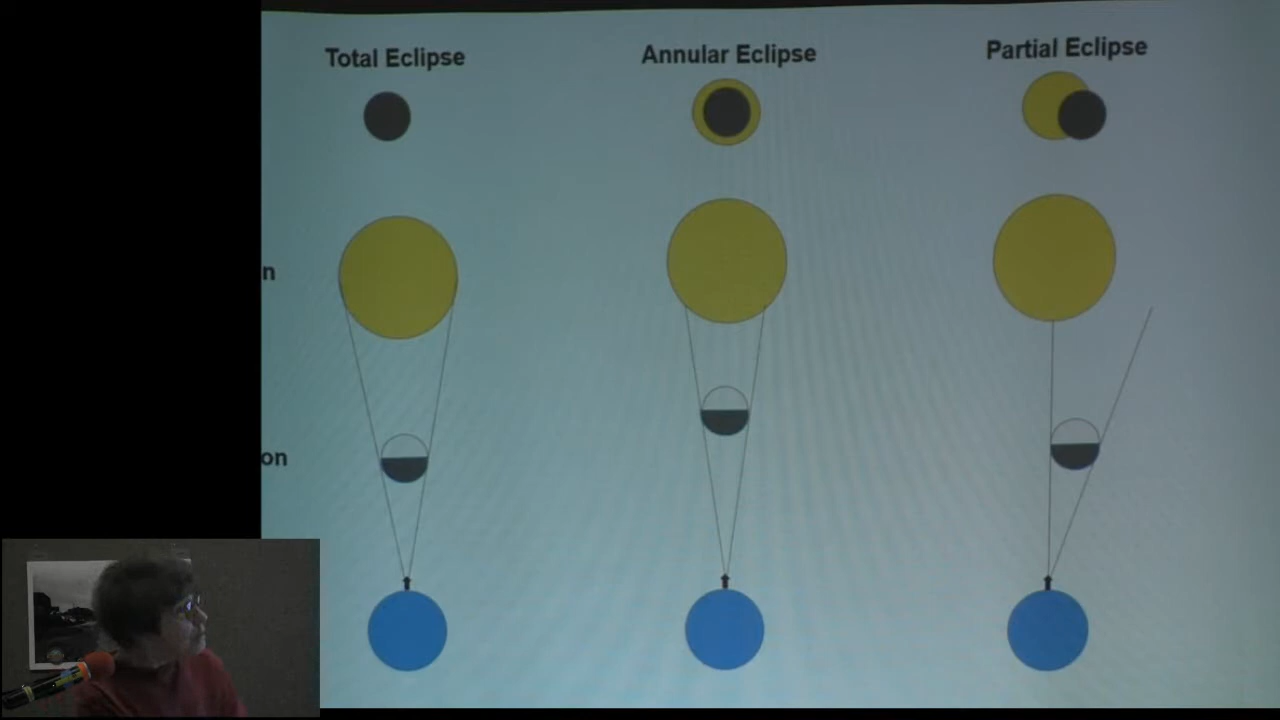 Total Eclipse
Annular Eclipse
Partial Eclipse
n
on